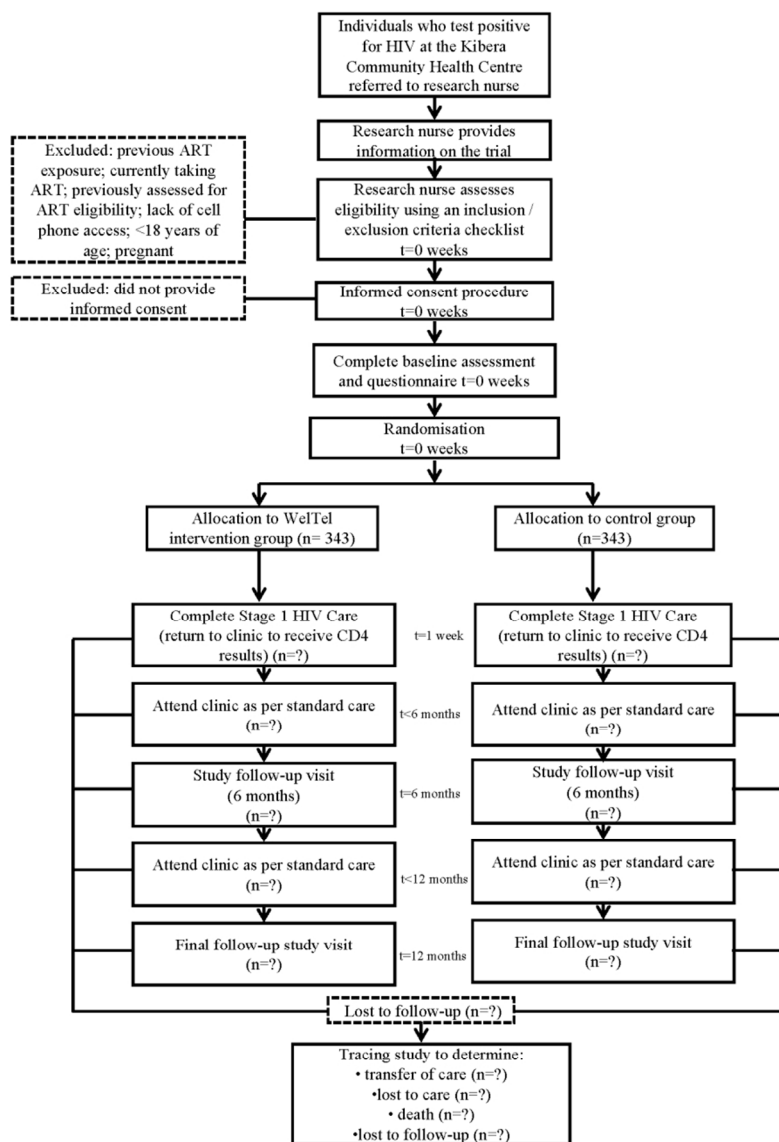 Individuals who test positive
for HIV at the Kibera
Community Health Centre
referred to research nurse
Research nurse provides
information on the trial
Excluded: previous ART
exposure; currently taking
ART; previously assessed for
ART eligibility; lack of cell
phone access; <18 years of
age; pregnant
Research nurse assesses
eligibility using an inclusion /
exclusion criteria checklist
t=0 weeks
Excluded: did not provide
informed consent
Informed consent procedure
t=0 weeks
Complete baseline assessment
and questionnaire t=0 weeks
Randomisation
t=0 weeks
Allocation to WelTel
intervention group (n= 343)
Allocation to control group
(n=343)
Complete Stage 1 HIV Care
(return to clinic to receive CD4
results) (n=?)
t=1 week
Complete Stage 1 HIV Care
(return to clinic to receive CD4
results) (n=?)
Attend clinic as per standard care
(n=?)
t<6 months
Attend clinic as per standard care
(n=?)
Study follow-up visit
(6 months)
(n=?)
t=6 months
Study follow-up visit
(6 months)
(n=?)
Attend clinic as per standard care
(n=?)
t<12 months
Attend clinic as per standard care
(n=?)
Final follow-up study visit
(n=?)
t=12 months
Final follow-up study visit
(n=?)
Lost to follow-up (n=?)
Tracing study to determine:
• transfer of care (n=?)
•lost to care (n=?)
• death (n=?)
•lost to follow-up (n=?)